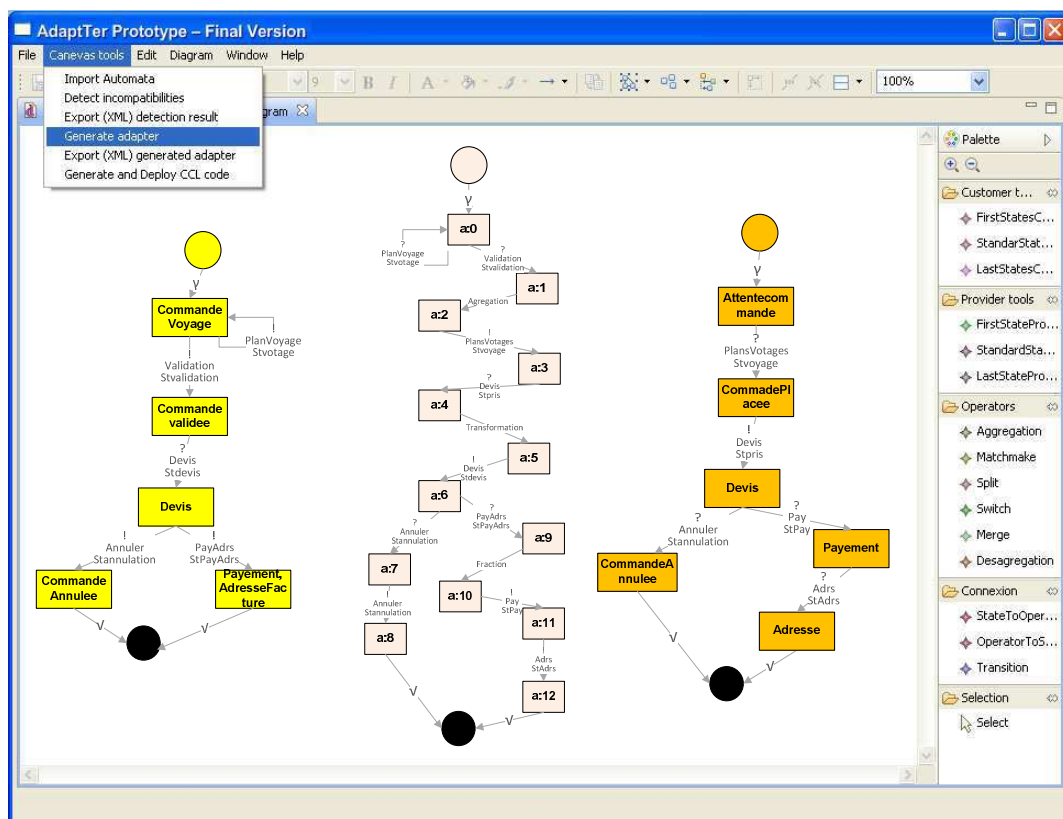 AdaptTer Prototype – Final Version
File Canevas tools Edit Diagram Window Help
Import Automata
Detect incompatibilities
Export (XML) detection result
Generate adapter
Export (XML) generated adapter
Generate and Deploy CCL code
9
B I
A
100%
gram
Palette
Customer t...
FirstStatesC...
StandarStat...
LastStatesC...
Provider tools
FirstStatePro...
StandardSta...
LastStatePro...
Operators
Aggregation
Matchmake
Split
Switch
Merge
Desagregation
Connexion
StateToOper...
OperatorToS...
Transition
Selection
Select
γ
Commande
Voyage
!
PlanVoyage
Stvotage
!
Validation
Stvalidation
Commande
validee
?
Devis
Stdevis
Devis
!
Annuler
Stannulation
!
PayAdrs
StPayAdrs
Commande
Annulee
Payement,
AdresseFac
ture
√
√
γ
a:0
?
PlanVoyage
Stvotage
?
Validation
Stvalidation
a:1
Agregation
a:2
!
PlansVotages
Stvoyage
a:3
?
Devis
Stpris
a:4
Transformation
a:5
!
Devis
Stdevis
a:6
?
Annuler
Stannulation
?
PayAdrs
StPayAdrs
a:9
a:7
Fraction
a:10
!
Annuler
Stannulation
!
Pay
StPay
a:11
a:8
Adrs
StAdrs
a:12
√
√
γ
Attentecom
mande
?
PlansVotages
Stvoyage
CommadePl
acee
!
Devis
Stpris
Devis
?
Annuler
Stannulation
?
Pay
StPay
Payement
CommandeA
nnulee
?
Adrs
StAdrs
Adresse
√
√